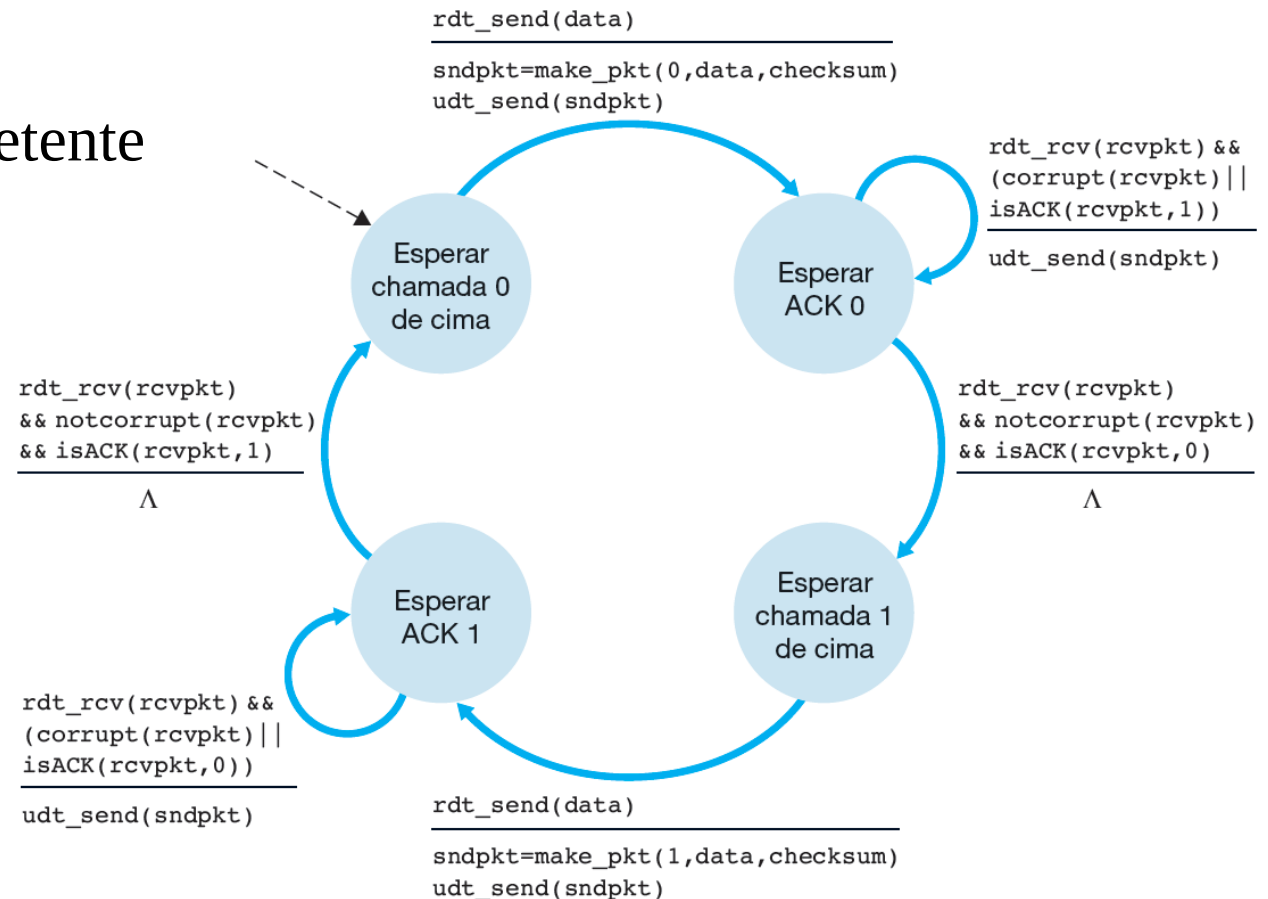 rdt_send(data)
sndpkt=make_pkt(0,data,checksum)
udt_send(sndpkt)
etente
rdt_rcv(rcvpkt) &&
(corrupt(rcvpkt)||
isACK(rcvpkt,1))
udt_send(sndpkt)
Esperar
chamada 0
de cima
Esperar
ACK 0
rdt_rcv(rcvpkt)
&& notcorrupt(rcvpkt)
&& isACK(rcvpkt,1)
Λ
rdt_rcv(rcvpkt)
&& notcorrupt(rcvpkt)
&& isACK(rcvpkt,0)
Λ
Esperar
ACK 1
Esperar
chamada 1
de cima
rdt_rcv(rcvpkt) &&
(corrupt(rcvpkt)||
isACK(rcvpkt,0))
udt_send(sndpkt)
rdt_send(data)
sndpkt=make_pkt(1,data,checksum)
udt_send(sndpkt)